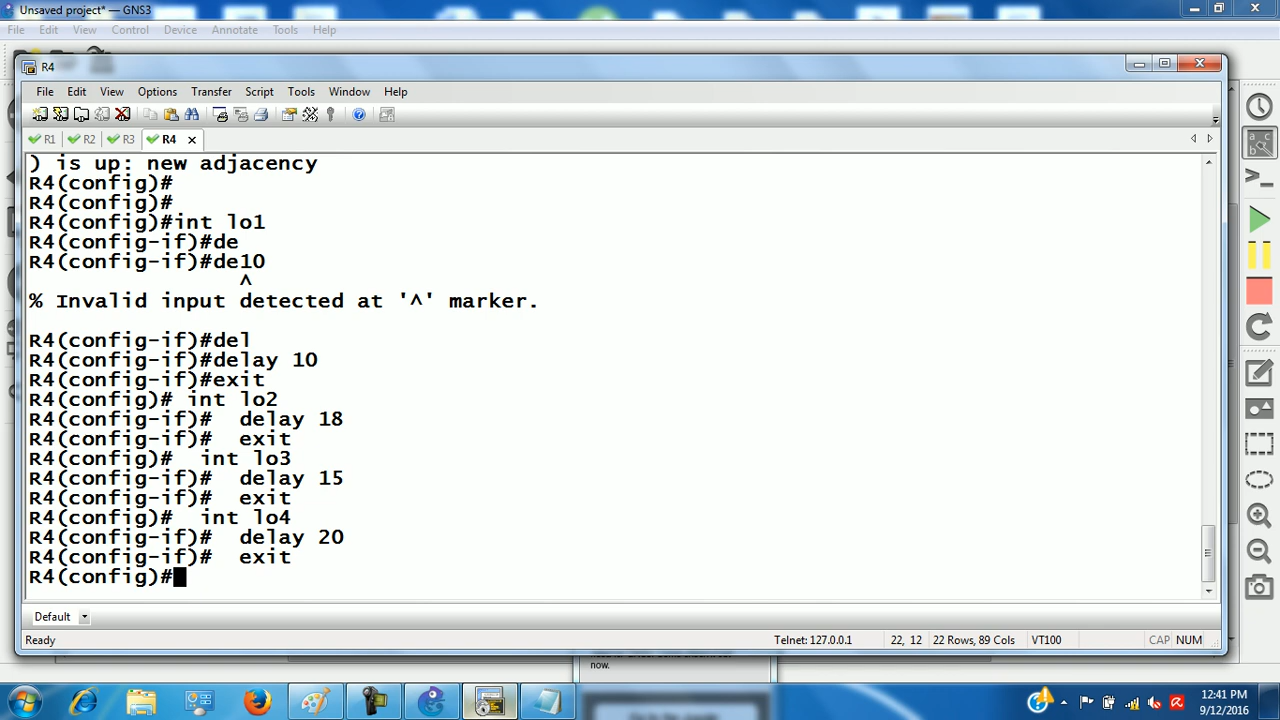 Unsaved project* — GNS3
File Edit View Control Device Annotate Tools Help
R4
File Edit View Options Transfer Script Tools Window Help
R1 R2 R3 R4
) is up: new adjacency
R4(config)#
R4(config)#
R4(config)#int lo1
R4(config-if)#de
R4(config-if)#de10
^
% Invalid input detected at '^' marker.
R4(config-if)#del
R4(config-if)#delay 10
R4(config-if)#exit
R4(config)# int lo2
R4(config-if)#  delay 18
R4(config-if)#  exit
R4(config)#  int lo3
R4(config-if)#  delay 15
R4(config-if)#  exit
R4(config)#  int lo4
R4(config-if)#  delay 20
R4(config-if)#  exit
R4(config)#
Default
Ready Telnet: 127.0.0.1 22, 12 22 Rows, 89 Cols VT100 CAP NUM
now.
12:41 PM
9/12/2016